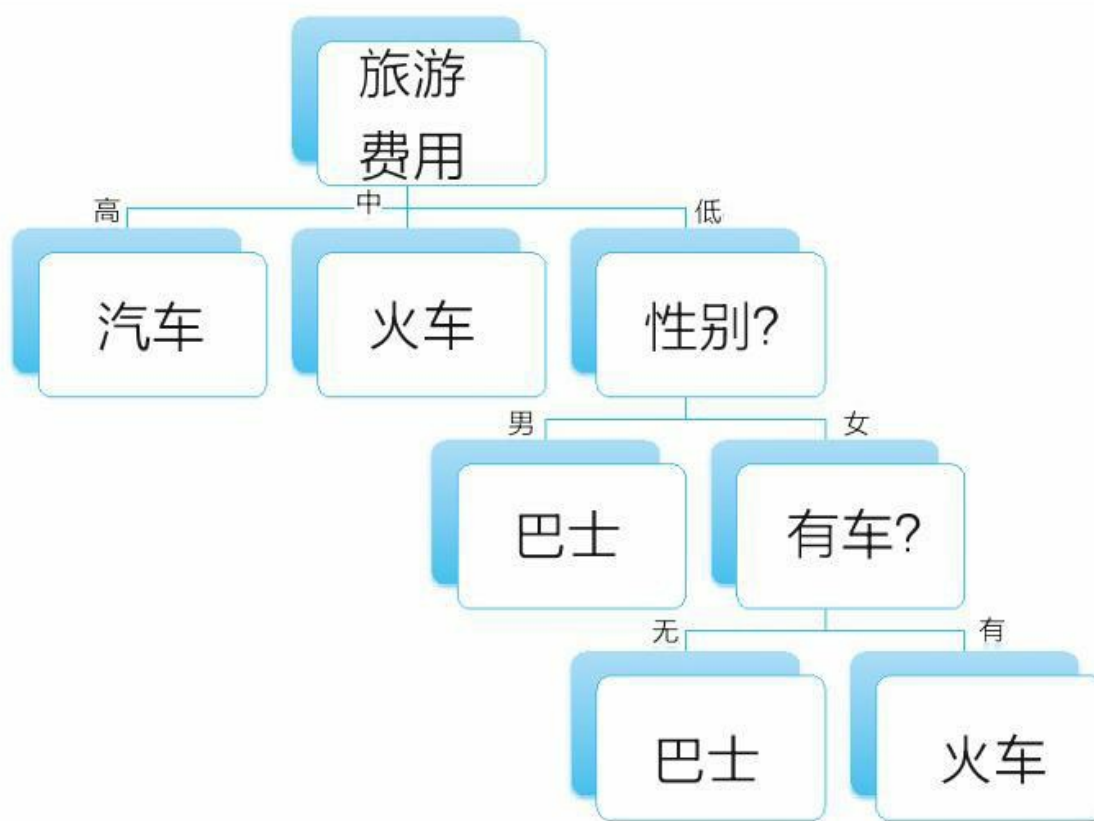 旅游
费用
高
中
低
汽车
火车
性别?
男
女
巴士
有车?
无
有
巴士
火车